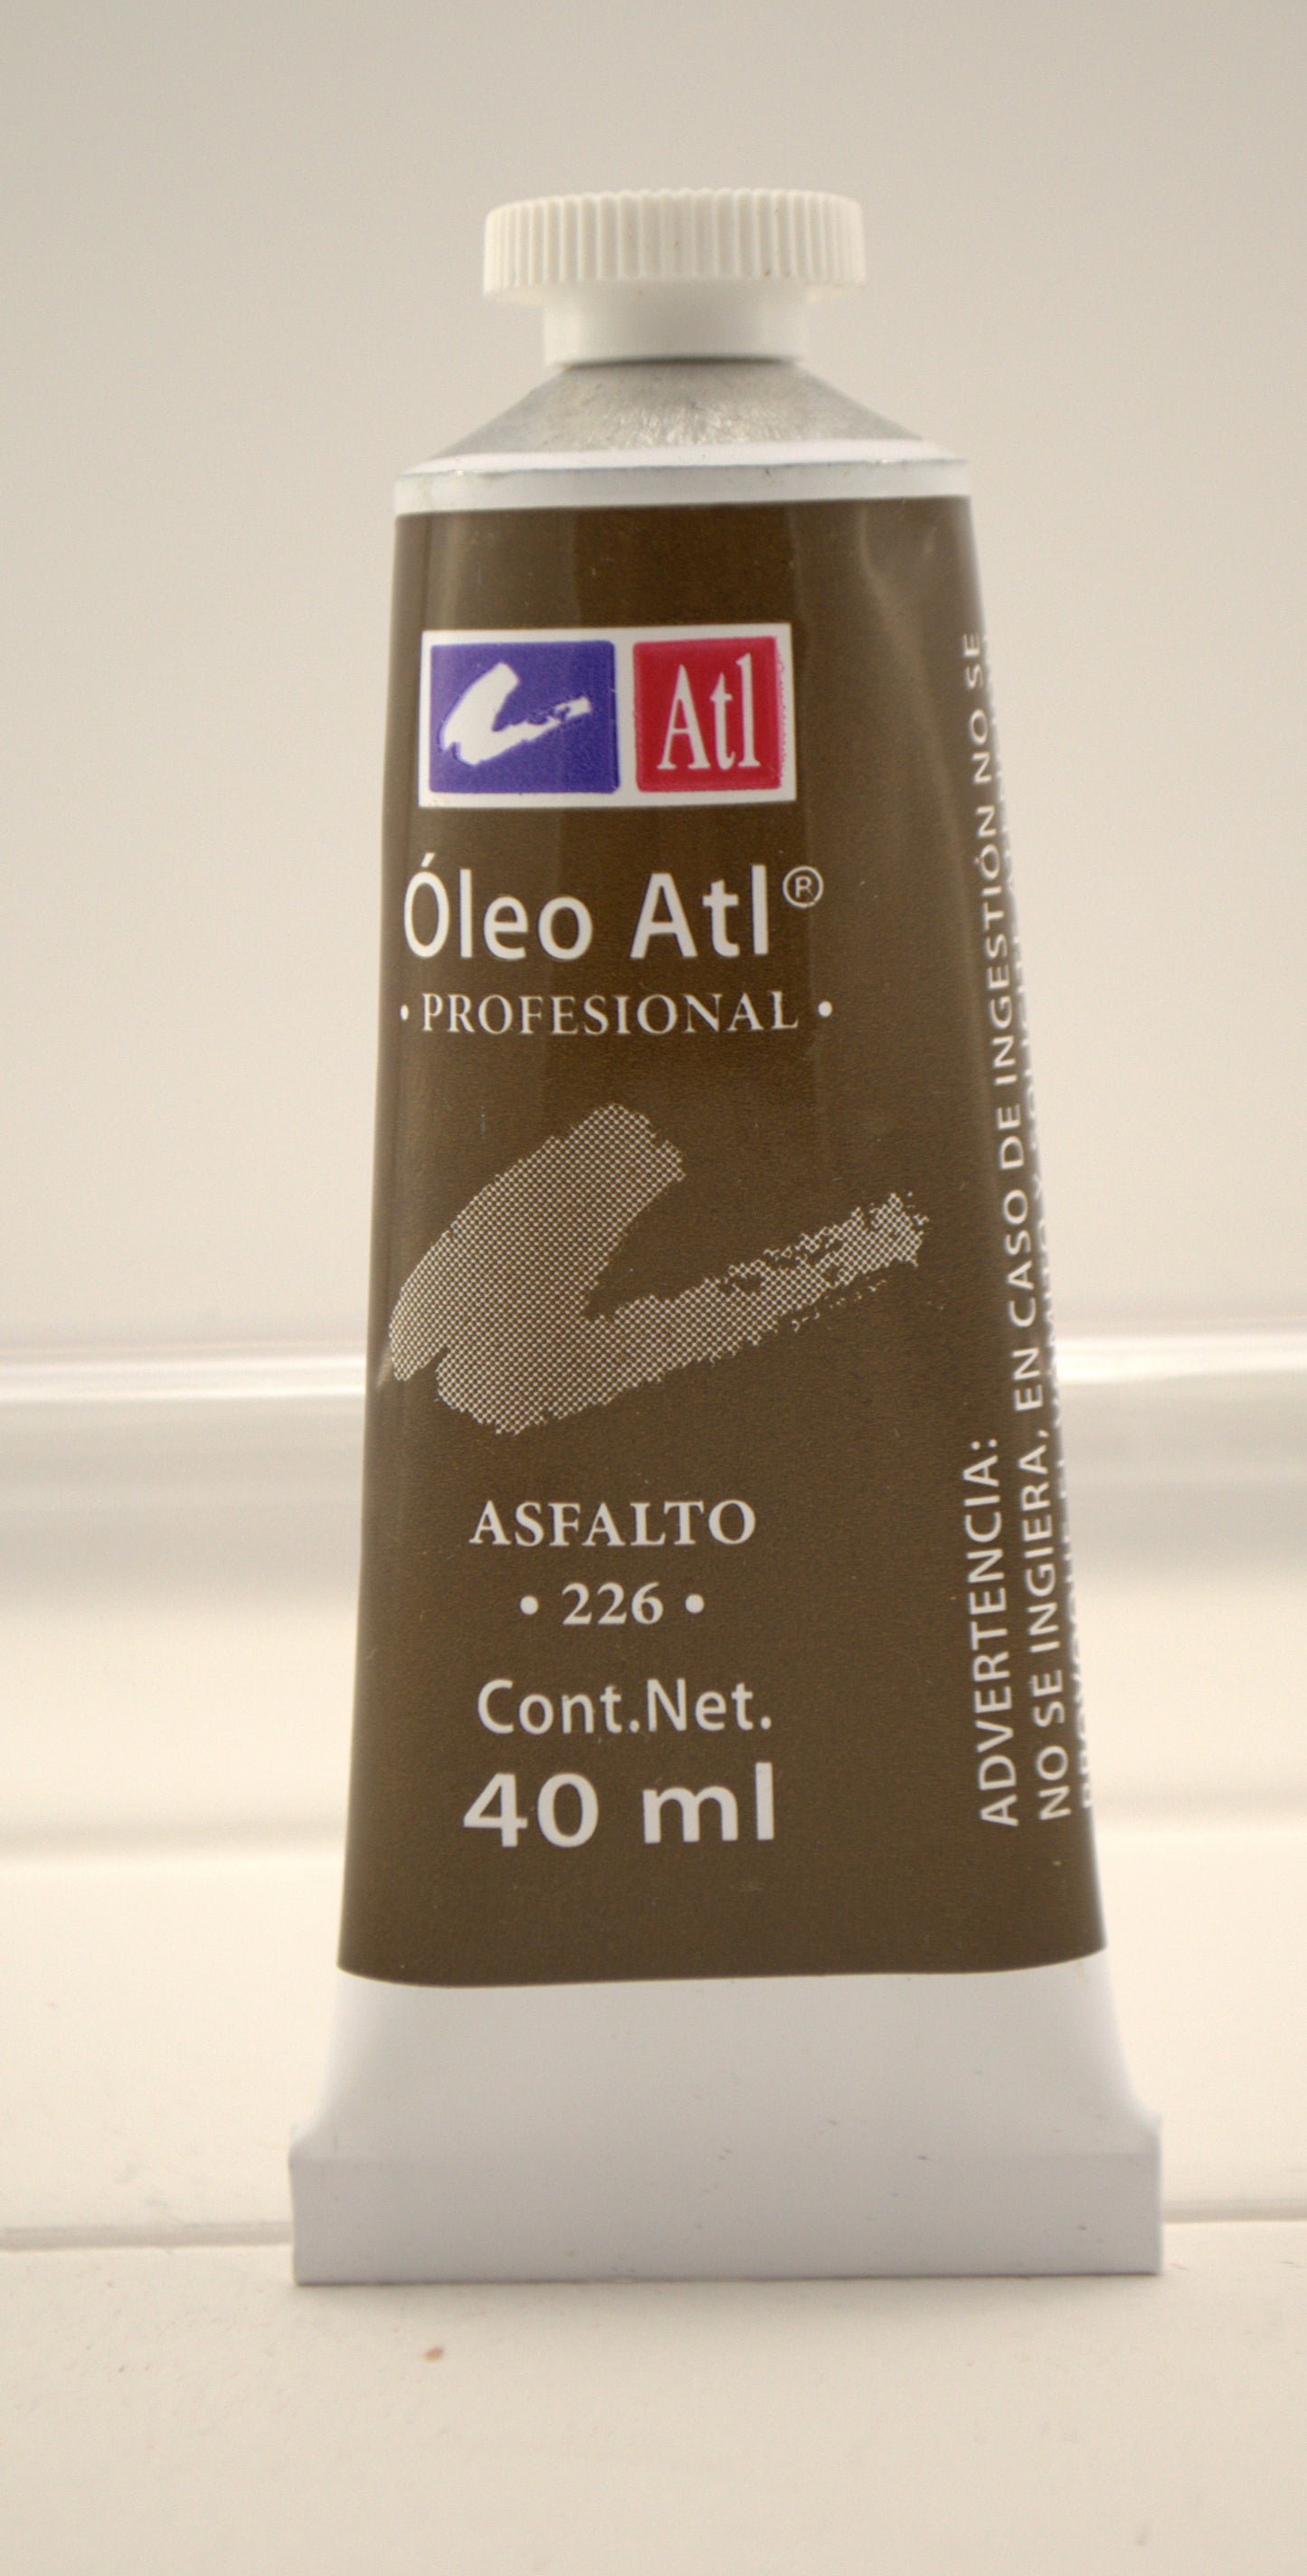 Atl
Óleo Atl®
• PROFESIONAL •
ASFALTO
• 226 •
Cont.Net.
40 ml
ADVERTENCIA:
NO SE INGIERA, EN CASO DE INGESTIÓN NO SE